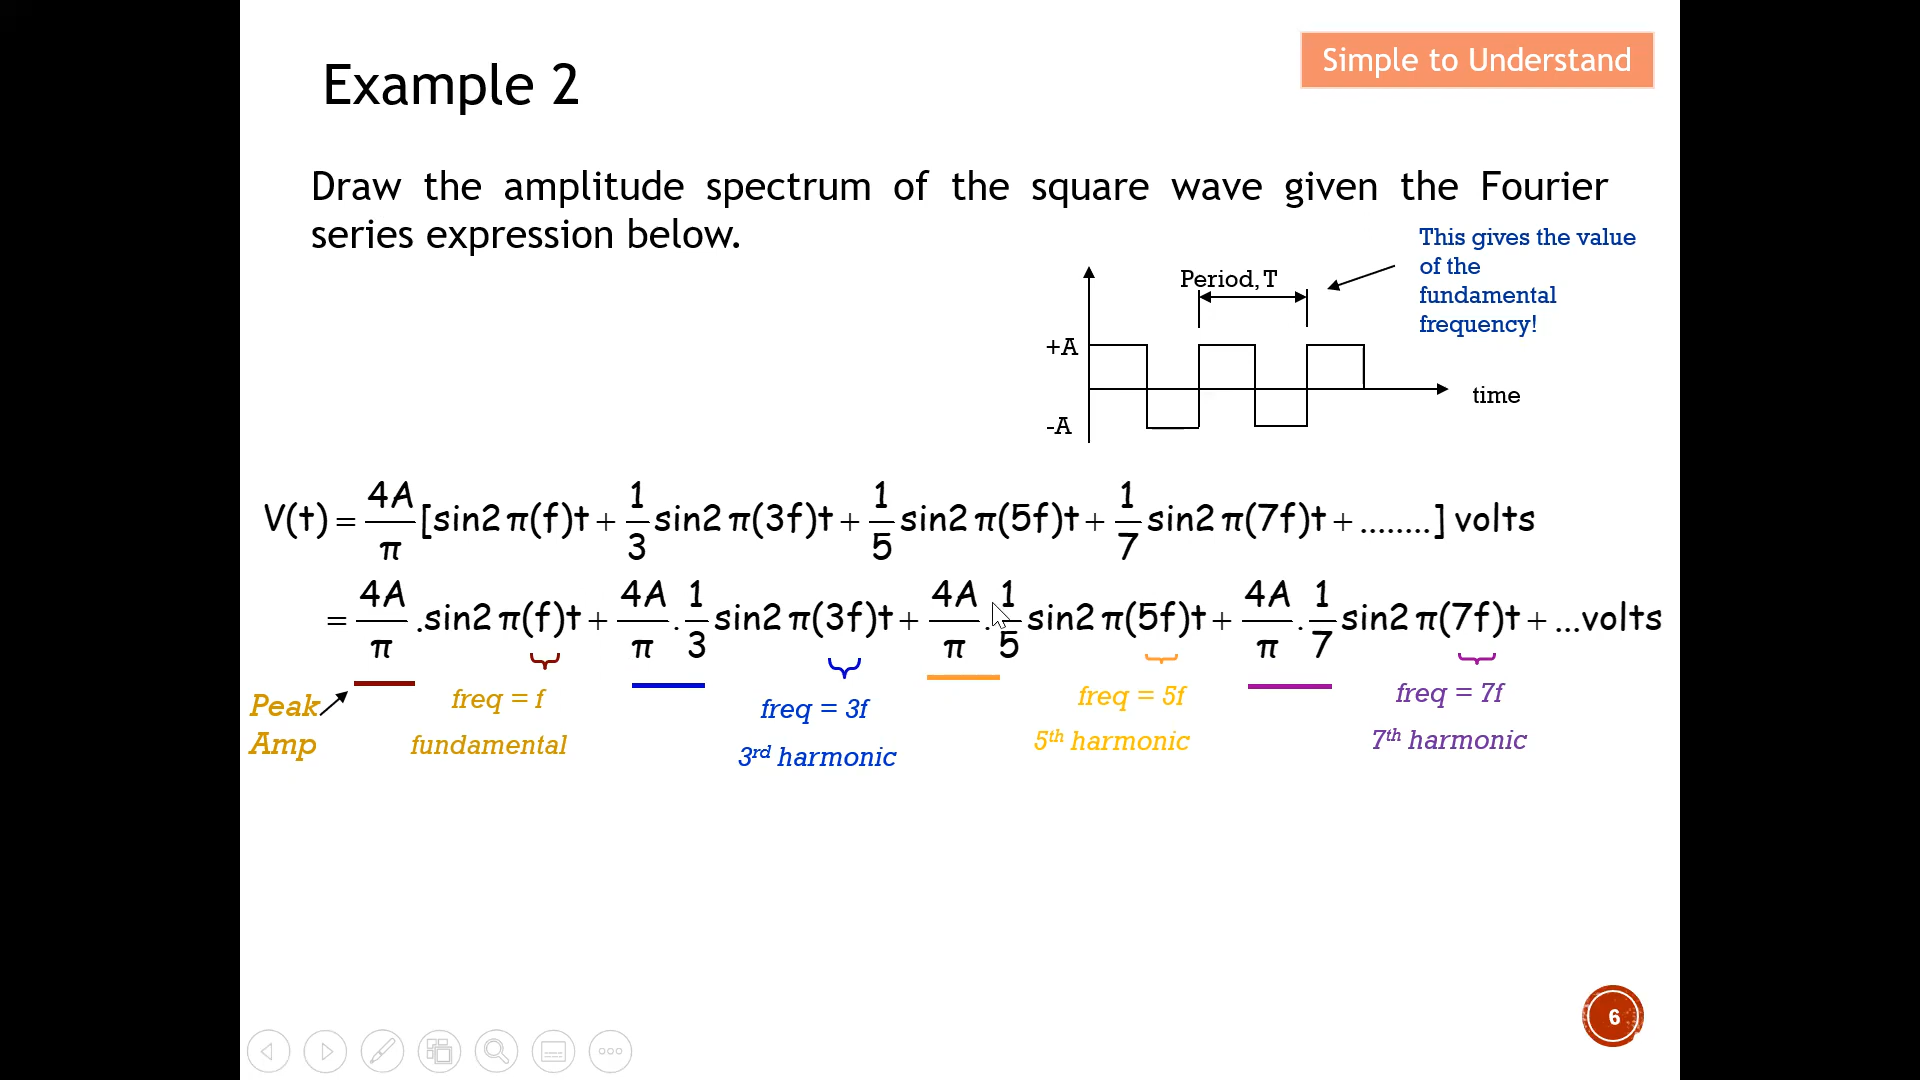 Simple to Understand
Example 2
Draw the amplitude spectrum of the square wave given the Fourier
series expression below.
This gives the value
of the
fundamental
frequency!
Period, T
+A
time
-A
V(t) = 4A/π [sin2π(f)t + 1/3 sin2π(3f)t + 1/5 sin2π(5f)t + 1/7 sin2π(7f)t + ........] volts
= 4A/π .sin2π(f)t + 4A/π . 1/3 sin2π(3f)t + 4A/π . 1/5 sin2π(5f)t + 4A/π . 1/7 sin2π(7f)t + ...volts
Peak
Amp
freq = f
fundamental
freq = 3f
3rd harmonic
freq = 5f
5th harmonic
freq = 7f
7th harmonic
6